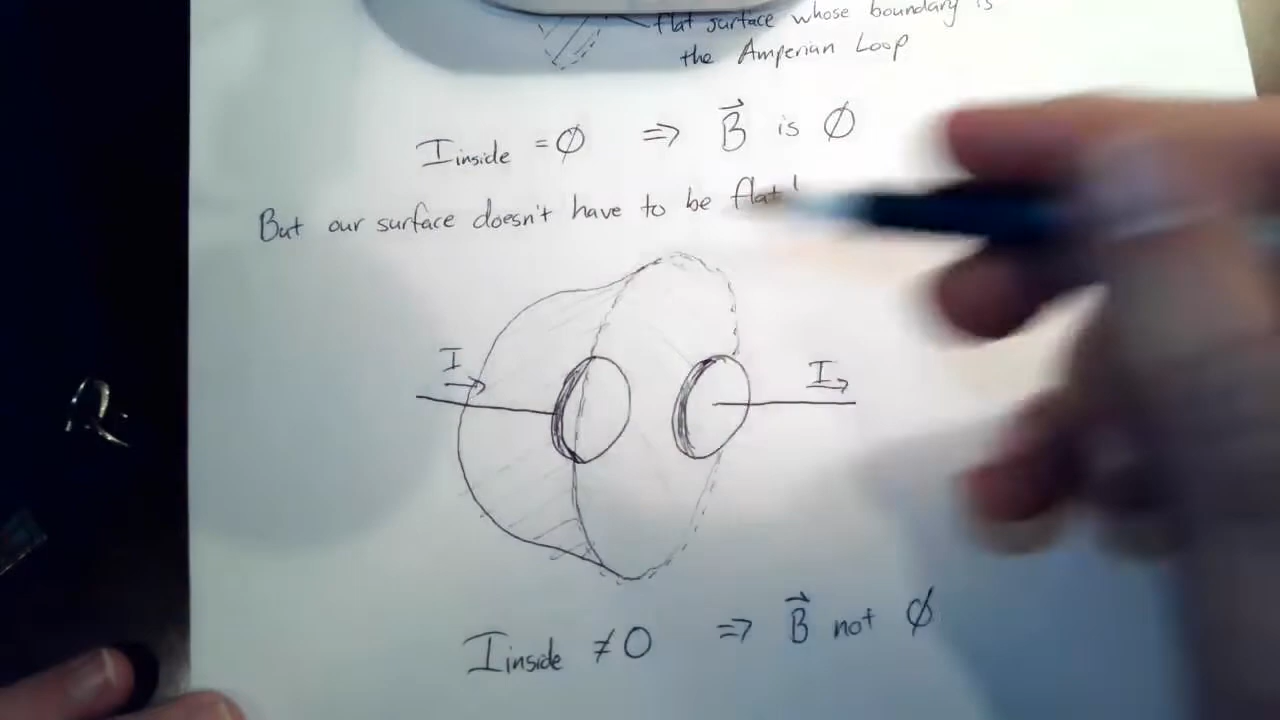 flat surface whose boundary is
the Amperian Loop
Iinside = Ø ⇒ B⃗ is Ø
But our surface doesn't have to be flat!
I→ I→
Iinside ≠ 0 ⇒ B⃗ not Ø